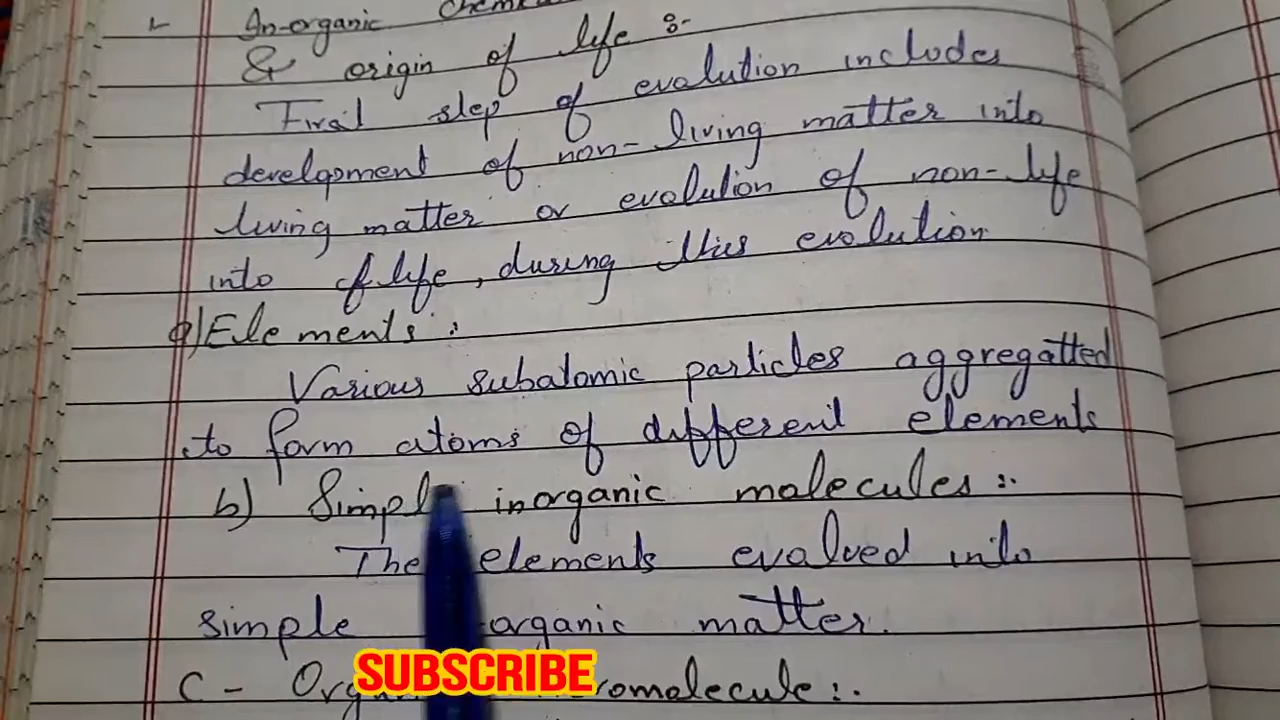 In-organic
& origin of life :-
First step of evolution includes
development of non-living matter into
living matter or evolution of non-life
into of life, during this evolution
a) Elements :
Various subatomic particles aggregatted
to form atoms of different elements
b) Simple inorganic molecules :.
The elements evolved into
simple organic matter.
C -
SUBSCRIBE